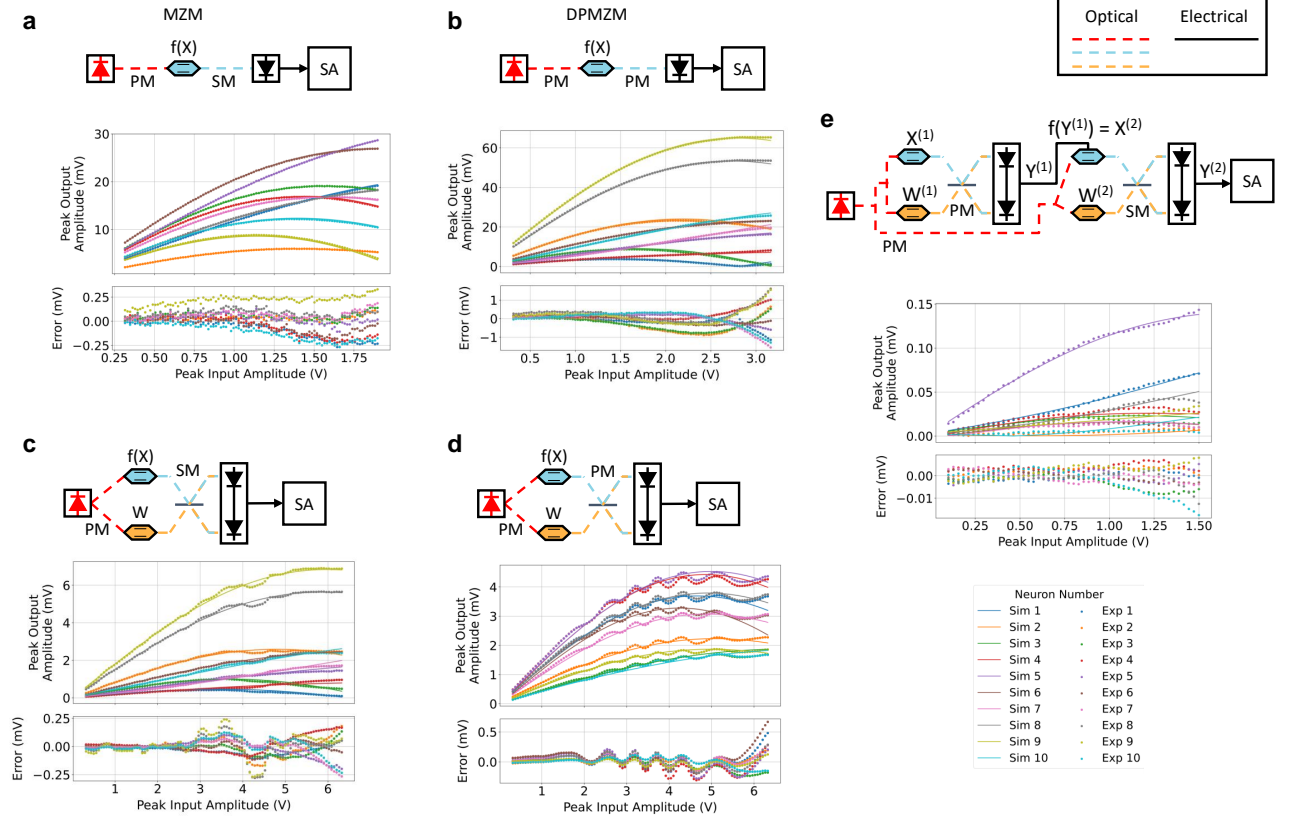 a
MZM
f(X)
PM
SM
SA
Peak Output
Amplitude (mV)
30
20
10
Error (mV)
0.25
0.00
−0.25
0.25
0.50
0.75
1.00
1.25
1.50
1.75
Peak Input Amplitude (V)
b
DPMZM
f(X)
PM
PM
SA
Peak Output
Amplitude (mV)
60
40
20
0
Error (mV)
1
0
−1
0.5
1.0
1.5
2.0
2.5
3.0
Peak Input Amplitude (V)
Optical
Electrical
c
f(X)
SM
W
PM
SA
Peak Output
Amplitude (mV)
6
4
2
0
Error (mV)
0.25
0.00
−0.25
1
2
3
4
5
6
Peak Input Amplitude (V)
d
f(X)
PM
W
PM
SA
Peak Output
Amplitude (mV)
4
3
2
1
0
Error (mV)
0.5
0.0
1
2
3
4
5
6
Peak Input Amplitude (V)
e
X(1)
f(Y(1)) = X(2)
Y(1)
Y(2)
W(1)
PM
W(2)
SM
SA
PM
Peak Output
Amplitude (mV)
0.15
0.10
0.05
0.00
Error (mV)
0.00
−0.01
0.25
0.50
0.75
1.00
1.25
1.50
Peak Input Amplitude (V)
Neuron Number
Sim 1 Exp 1
Sim 2 Exp 2
Sim 3 Exp 3
Sim 4 Exp 4
Sim 5 Exp 5
Sim 6 Exp 6
Sim 7 Exp 7
Sim 8 Exp 8
Sim 9 Exp 9
Sim 10 Exp 10